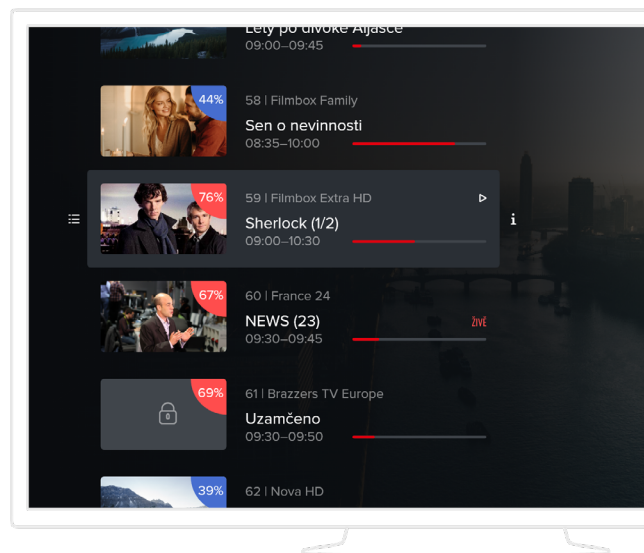 Lety po divoké Aljašce
09:00–09:45
44%
58 | Filmbox Family
Sen o nevinnosti
08:35–10:00
76%
59 | Filmbox Extra HD
Sherlock (1/2)
09:00–10:30
67%
60 | France 24
NEWS (23)
ŽIVĚ
09:30–09:45
69%
61 | Brazzers TV Europe
Uzamčeno
09:30–09:50
39%
62 | Nova HD